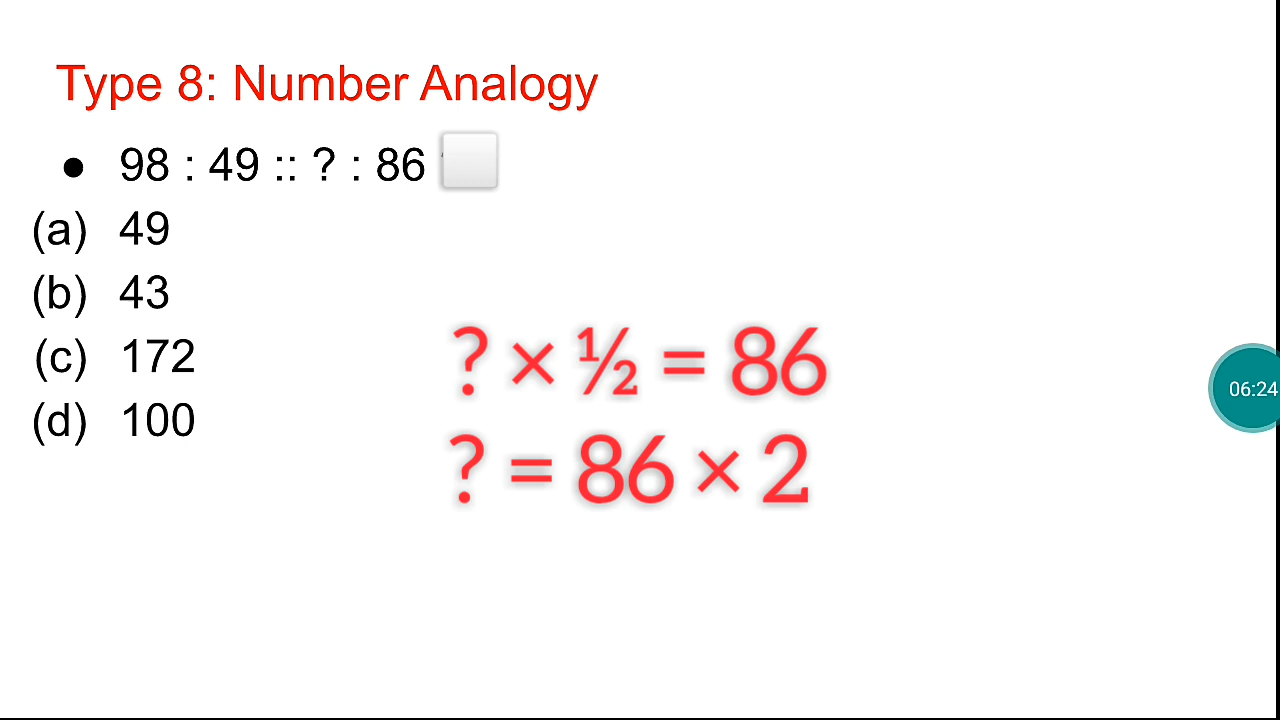 Type 8: Number Analogy
● 98 : 49 :: ? : 86
(a) 49
(b) 43
(c) 172
(d) 100
? × ½ = 86
? = 86 × 2
06:24